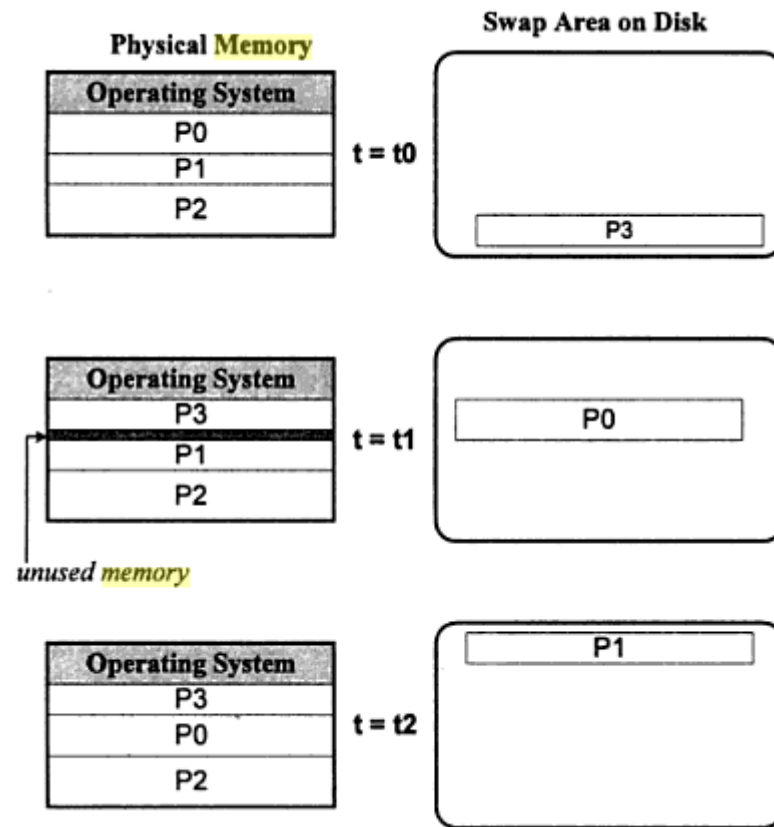 Physical Memory
Swap Area on Disk
Operating System
P0
P1
P2
t = t0
P3
Operating System
P3
P1
P2
t = t1
P0
unused memory
Operating System
P3
P0
P2
t = t2
P1